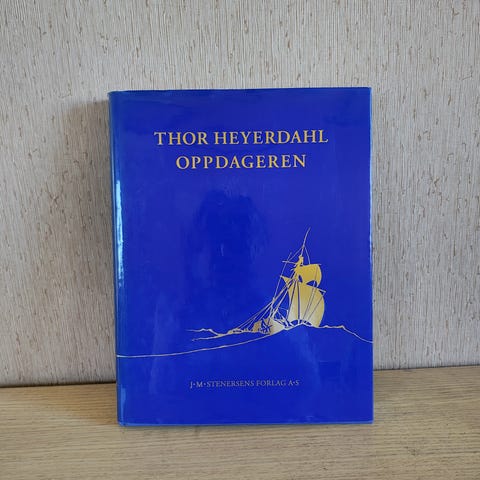 THOR HEYERDAHL
OPPDAGEREN
J·M·STENERSENS FORLAG A·S